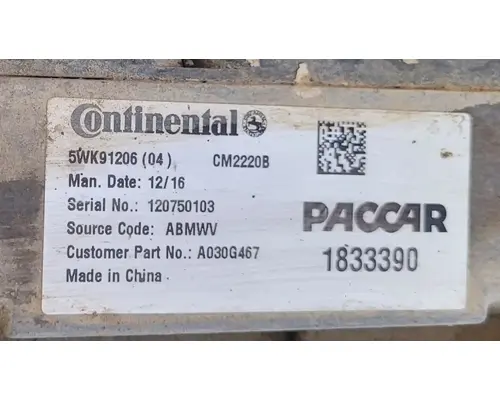 Continental
5WK91206 (04) CM2220B
Man. Date: 12/16
Serial No.: 120750103
Source Code: ABMWV
Customer Part No.: A030G467
Made in China
PACCAR
1833390